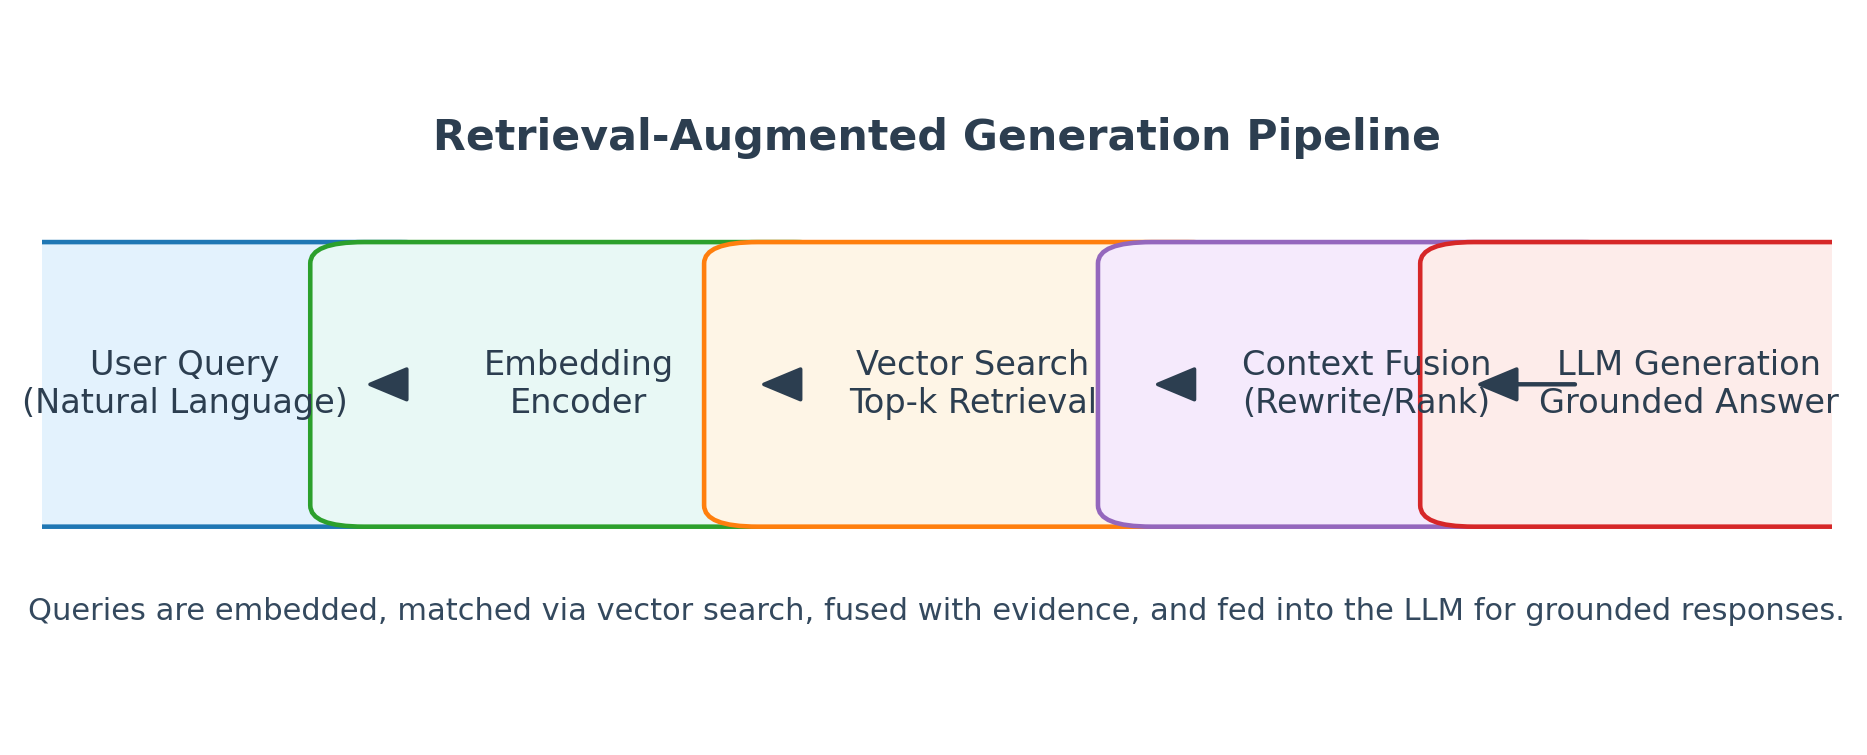 Retrieval-Augmented Generation Pipeline
User Query
(Natural Language)
Embedding
Encoder
Vector Search
Top-k Retrieval
Context Fusion
(Rewrite/Rank)
LLM Generation
Grounded Answer
Queries are embedded, matched via vector search, fused with evidence, and fed into the LLM for grounded responses.